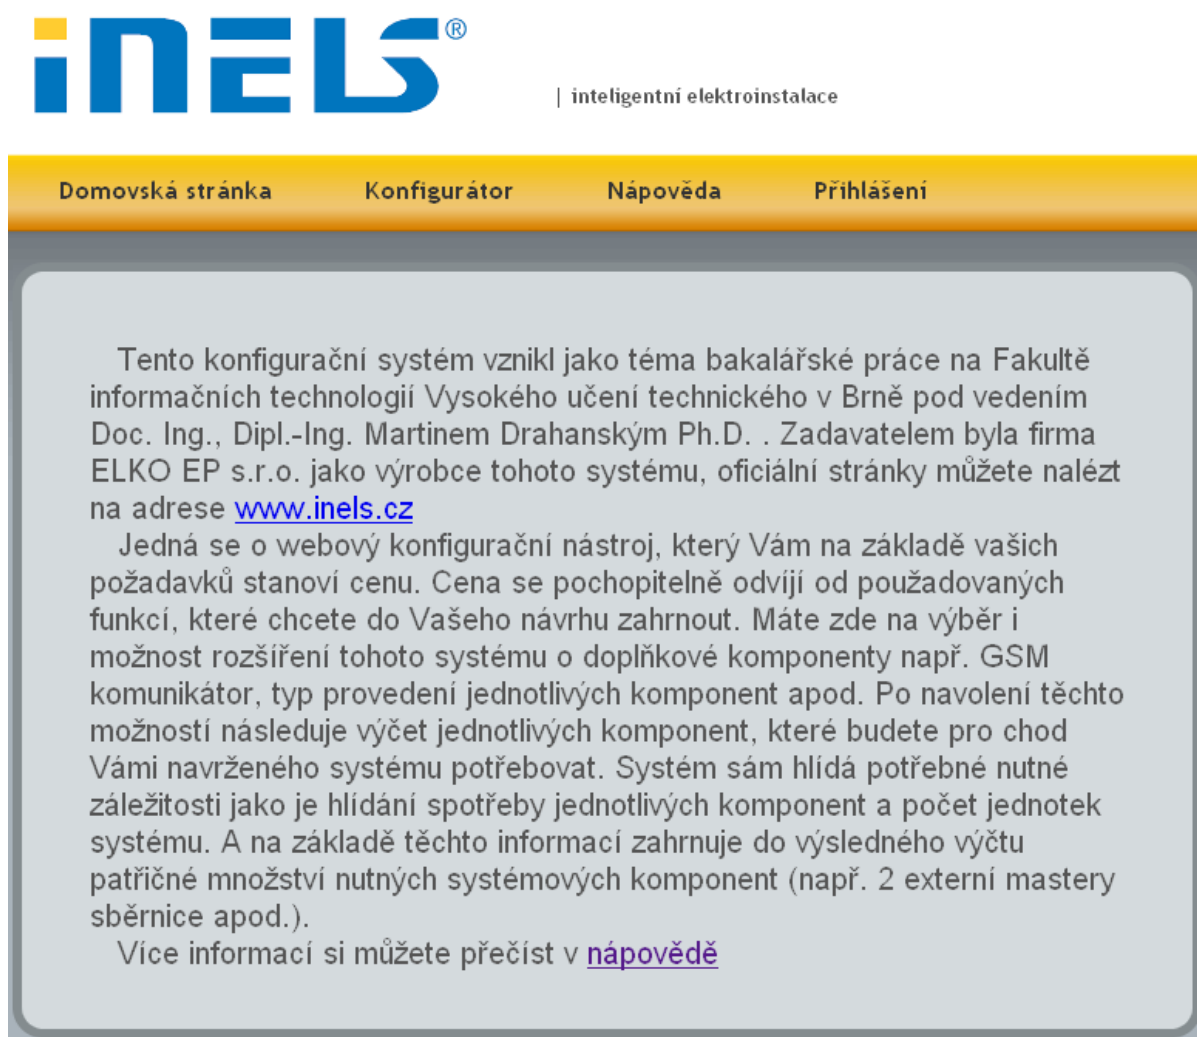 iNELS®
| inteligentní elektroinstalace
Domovská stránka Konfigurátor Nápověda Přihlášení
Tento konfigurační systém vznikl jako téma bakalářské práce na Fakultě
informačních technologií Vysokého učení technického v Brně pod vedením
Doc. Ing., Dipl.-Ing. Martinem Drahanským Ph.D. . Zadavatelem byla firma
ELKO EP s.r.o. jako výrobce tohoto systému, oficiální stránky můžete nalézt
na adrese www.inels.cz
Jedná se o webový konfigurační nástroj, který Vám na základě vašich
požadavků stanoví cenu. Cena se pochopitelně odvíjí od použadovaných
funkcí, které chcete do Vašeho návrhu zahrnout. Máte zde na výběr i
možnost rozšíření tohoto systému o doplňkové komponenty např. GSM
komunikátor, typ provedení jednotlivých komponent apod. Po navolení těchto
možností následuje výčet jednotlivých komponent, které budete pro chod
Vámi navrženého systému potřebovat. Systém sám hlídá potřebné nutné
záležitosti jako je hlídání spotřeby jednotlivých komponent a počet jednotek
systému. A na základě těchto informací zahrnuje do výsledného výčtu
patřičné množství nutných systémových komponent (např. 2 externí mastery
sběrnice apod.).
Více informací si můžete přečíst v nápovědě